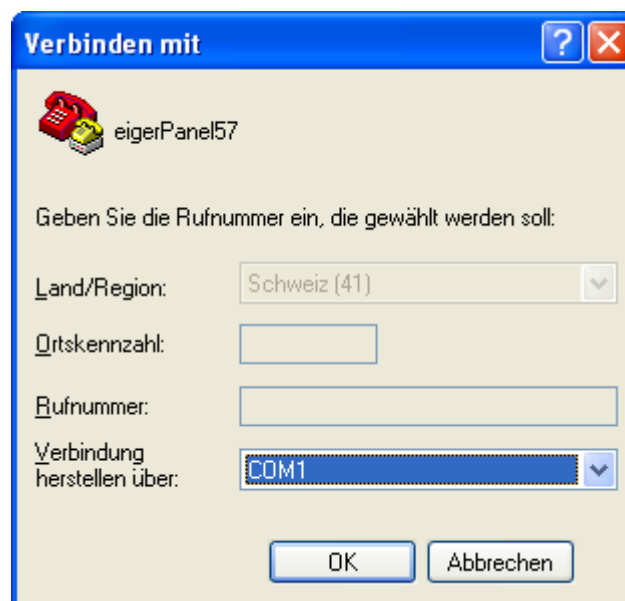 Verbinden mit
eigerPanel57
Geben Sie die Rufnummer ein, die gewählt werden soll:
Land/Region: Schweiz (41)
Ortskennzahl:
Rufnummer:
Verbindung
herstellen über: COM1
OK Abbrechen